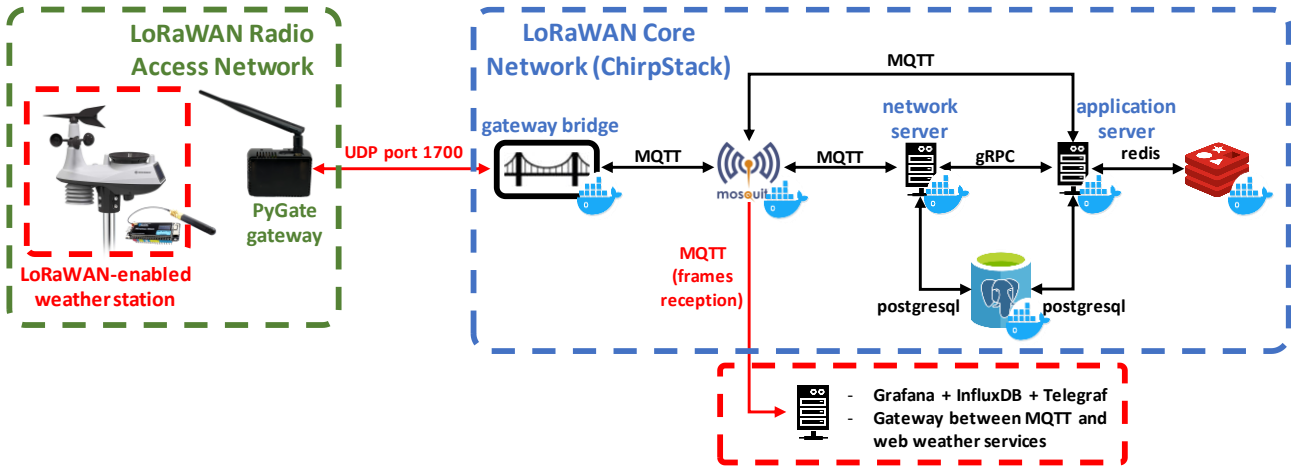 LoRaWAN Radio
Access Network
LoRaWAN-enabled
weather station
PyGate
gateway
UDP port 1700
LoRaWAN Core
Network (ChirpStack)
gateway bridge
MQTT
mosquit
MQTT
MQTT
network
server
gRPC
application
server
redis
postgresql
postgresql
MQTT
(frames
reception)
- Grafana + InfluxDB + Telegraf
- Gateway between MQTT and
web weather services